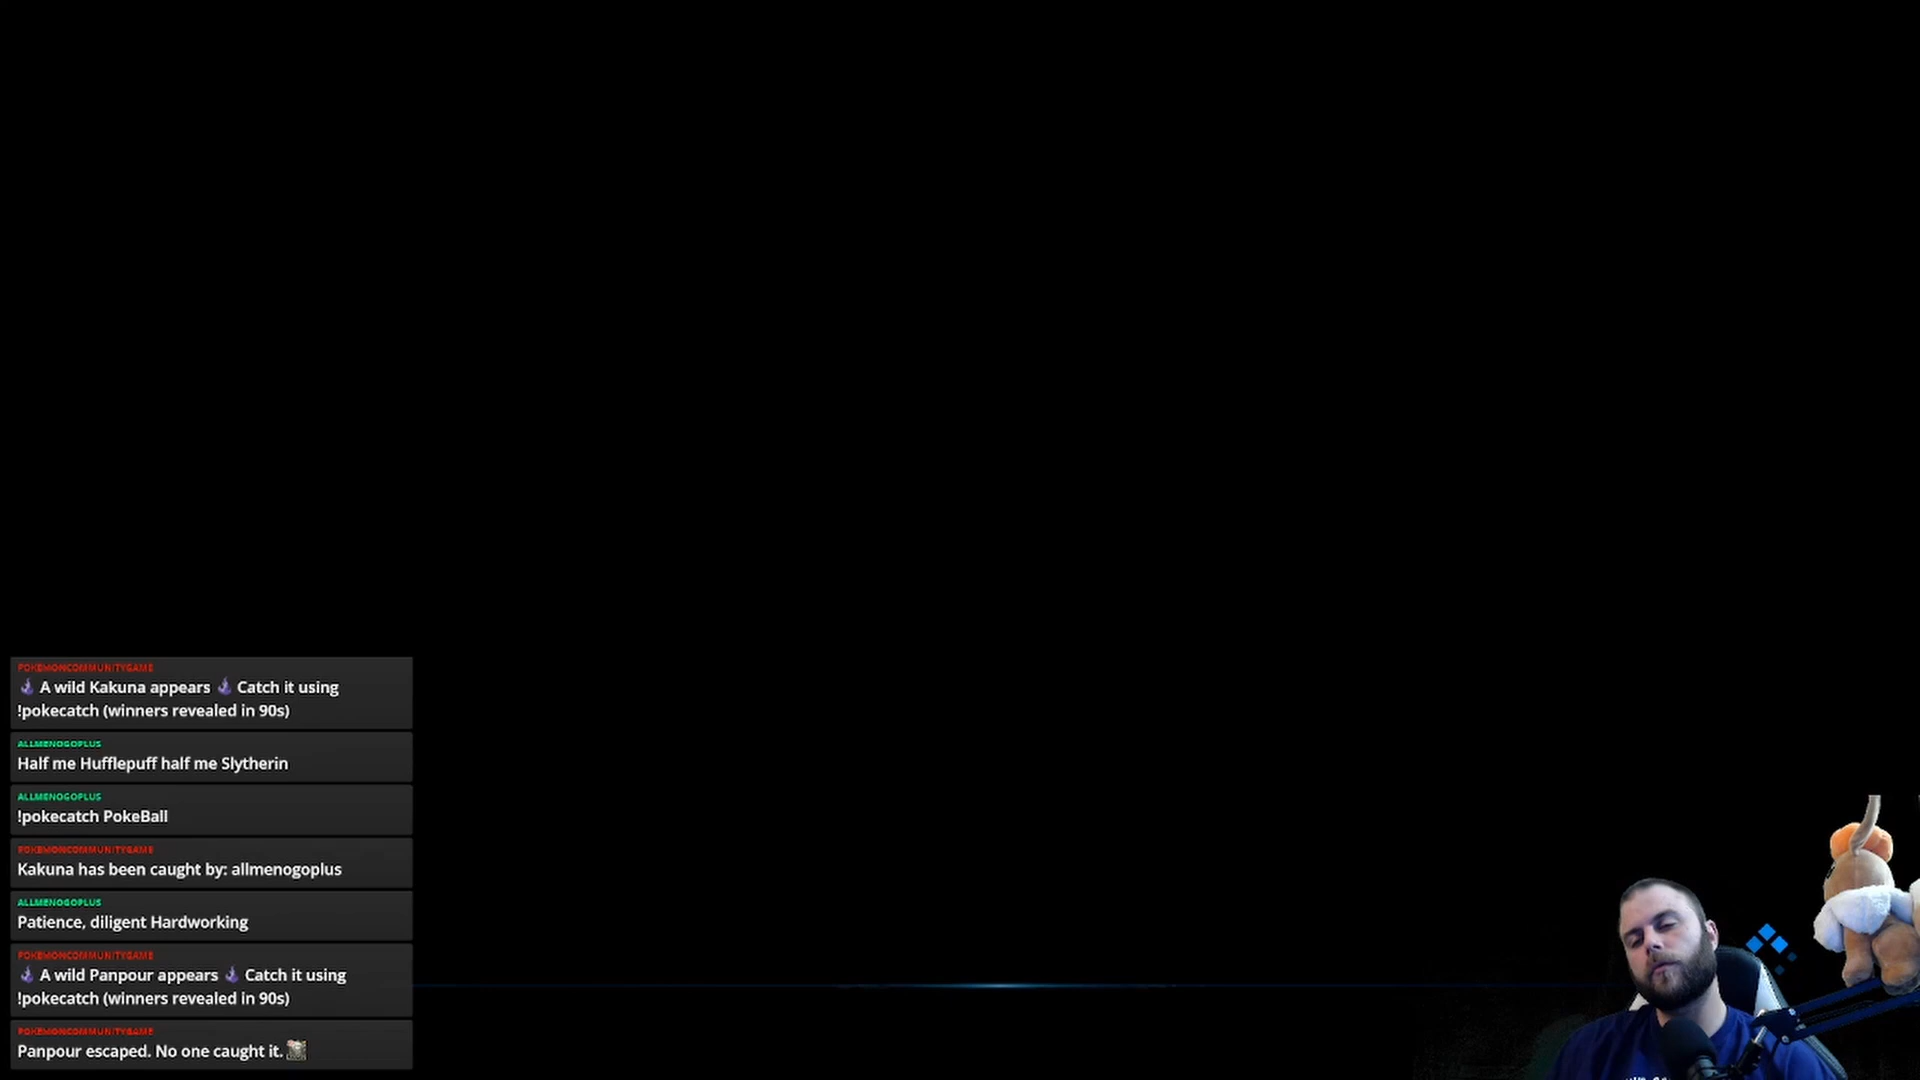 POKEMONCOMMUNITYGAME
A wild Kakuna appears Catch it using
!pokecatch (winners revealed in 90s)
ALLMENOGOPLUS
Half me Hufflepuff half me Slytherin
ALLMENOGOPLUS
!pokecatch PokeBall
POKEMONCOMMUNITYGAME
Kakuna has been caught by: allmenogoplus
ALLMENOGOPLUS
Patience, diligent Hardworking
POKEMONCOMMUNITYGAME
A wild Panpour appears Catch it using
!pokecatch (winners revealed in 90s)
POKEMONCOMMUNITYGAME
Panpour escaped. No one caught it.